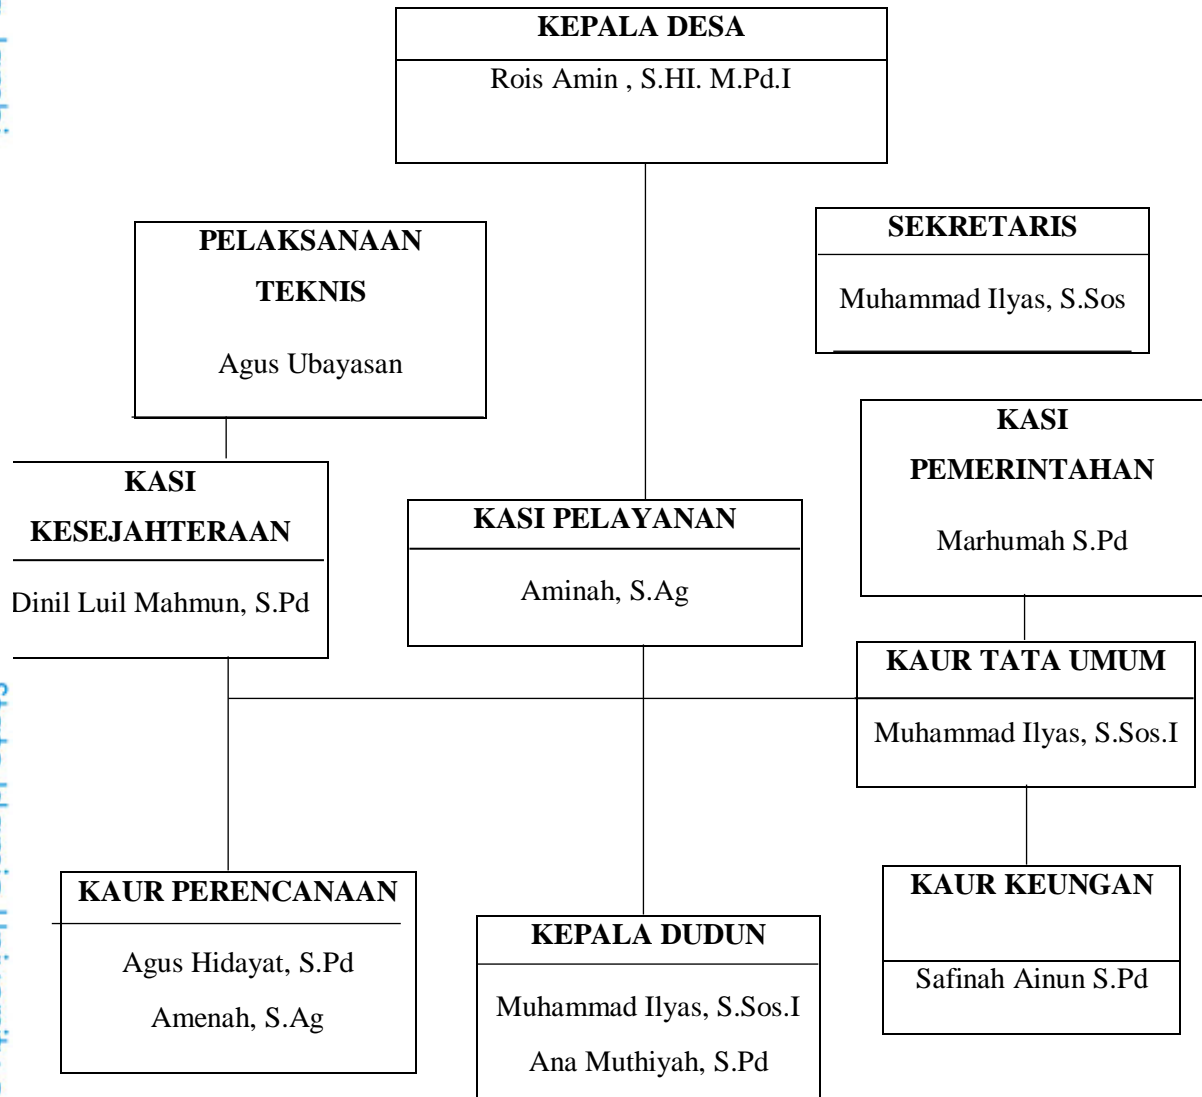 KEPALA DESA
Rois Amin , S.HI. M.Pd.I
PELAKSANAAN
TEKNIS
Agus Ubayasan
SEKRETARIS
Muhammad Ilyas, S.Sos
KASI
PEMERINTAHAN
Marhumah S.Pd
KASI
KESEJAHTERAAN
Dinil Luil Mahmun, S.Pd
KASI PELAYANAN
Aminah, S.Ag
KAUR TATA UMUM
Muhammad Ilyas, S.Sos.I
KAUR PERENCANAAN
Agus Hidayat, S.Pd
Amenah, S.Ag
KEPALA DUDUN
Muhammad Ilyas, S.Sos.I
Ana Muthiyah, S.Pd
KAUR KEUNGAN
Safinah Ainun S.Pd